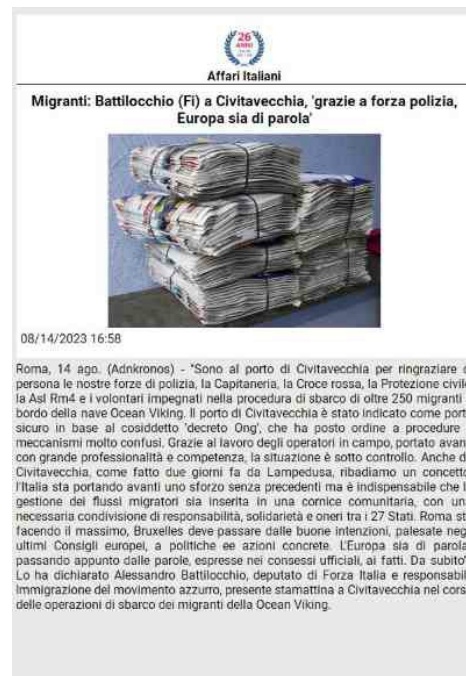 26
ANNI
Affari Italiani
Migranti: Battilocchio (Fi) a Civitavecchia, 'grazie a forza polizia,
Europa sia di parola'
08/14/2023 16:58
Roma, 14 ago. (Adnkronos) - "Sono al porto di Civitavecchia per ringraziare d
persona le nostre forze di polizia, la Capitaneria, la Croce rossa, la Protezione civile
la Asl Rm4 e i volontari impegnati nella procedura di sbarco di oltre 250 migranti
bordo della nave Ocean Viking. Il porto di Civitavecchia è stato indicato come port
sicuro in base al cosiddetto 'decreto Ong', che ha posto ordine a procedure
meccanismi molto confusi. Grazie al lavoro degli operatori in campo, portato avan
con grande professionalità e competenza, la situazione è sotto controllo. Anche d
Civitavecchia, come fatto due giorni fa da Lampedusa, ribadiamo un concetto
l'Italia sta portando avanti uno sforzo senza precedenti ma è indispensabile che l
gestione dei flussi migratori sia inserita in una cornice comunitaria, con un
necessaria condivisione di responsabilità, solidarietà e oneri tra i 27 Stati. Roma st
facendo il massimo, Bruxelles deve passare dalle buone intenzioni, palesate neg
ultimi Consigli europei, a politiche ee azioni concrete. L'Europa sia di parola
passando appunto dalle parole, espresse nei consessi ufficiali, ai fatti. Da subito"
Lo ha dichiarato Alessandro Battilocchio, deputato di Forza Italia e responsabil
Immigrazione del movimento azzurro, presente stamattina a Civitavecchia nel cors
delle operazioni di sbarco dei migranti della Ocean Viking.